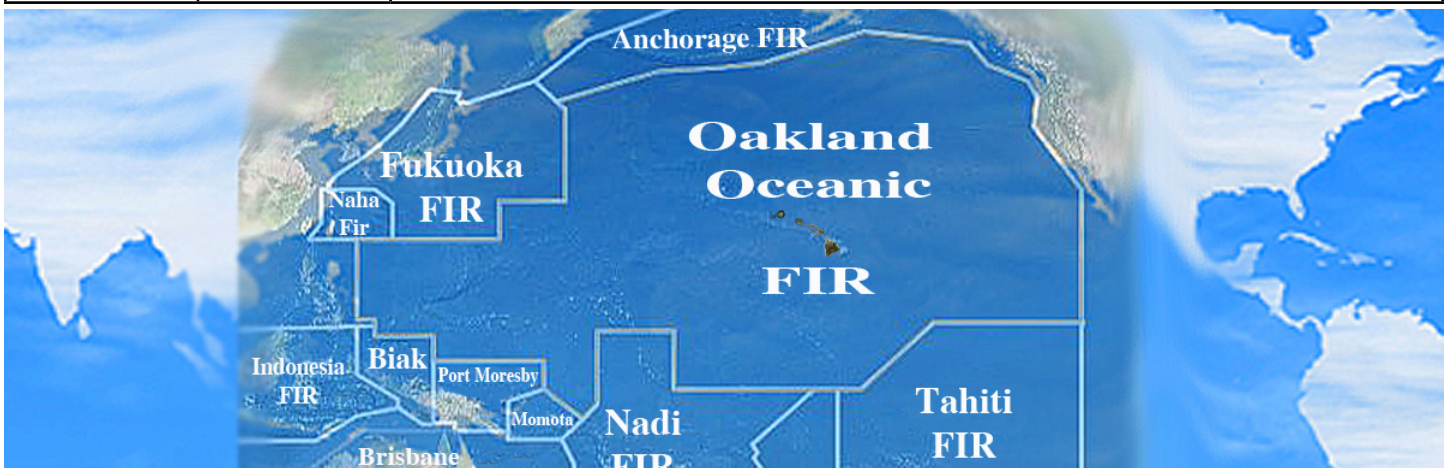 Anchorage FIR
Oakland
Oceanic
FIR
Fukuoka
FIR
Naha
Fir
Indonesia
FIR
Biak
Port Moresby
Momota
Nadi
FIR
Tahiti
FIR
Brisbane